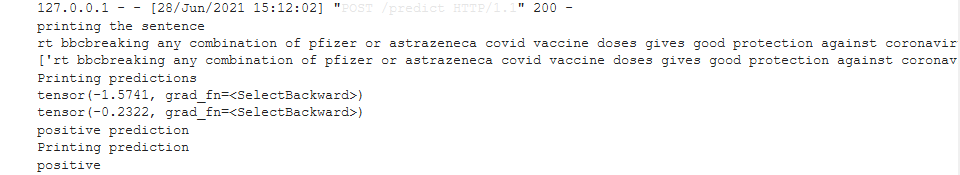 127.0.0.1 - - [28/Jun/2021 15:12:02] "POST /predict HTTP/1.1" 200 -
printing the sentence
rt bbcbreaking any combination of pfizer or astrazeneca covid vaccine doses gives good protection against coronavir
['rt bbcbreaking any combination of pfizer or astrazeneca covid vaccine doses gives good protection against coronav
Printing predictions
tensor(-1.5741, grad_fn=<SelectBackward>)
tensor(-0.2322, grad_fn=<SelectBackward>)
positive prediction
Printing prediction
positive